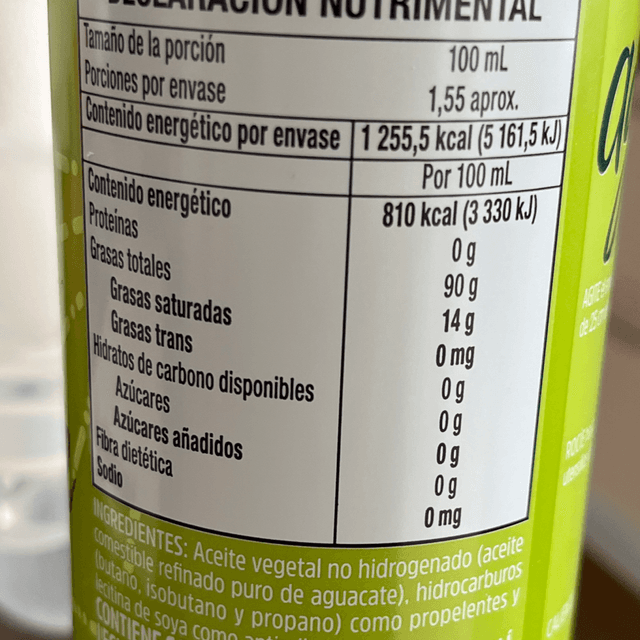 DECLARACIÓN NUTRIMENTAL
Tamaño de la porción 100 mL
Porciones por envase 1,55 aprox.
Contenido energético por envase 1 255,5 kcal (5 161,5 kJ)
Por 100 mL
Contenido energético 810 kcal (3 330 kJ)
Proteínas 0 g
Grasas totales 90 g
Grasas saturadas 14 g
Grasas trans 0 mg
Hidratos de carbono disponibles 0 g
Azúcares 0 g
Azúcares añadidos 0 g
Fibra dietética 0 g
Sodio 0 mg
INGREDIENTES: Aceite vegetal no hidrogenado (aceite
comestible refinado puro de aguacate), hidrocarburos
(butano, isobutano y propano) como propelentes y
lecitina de soya como
CONTIENE